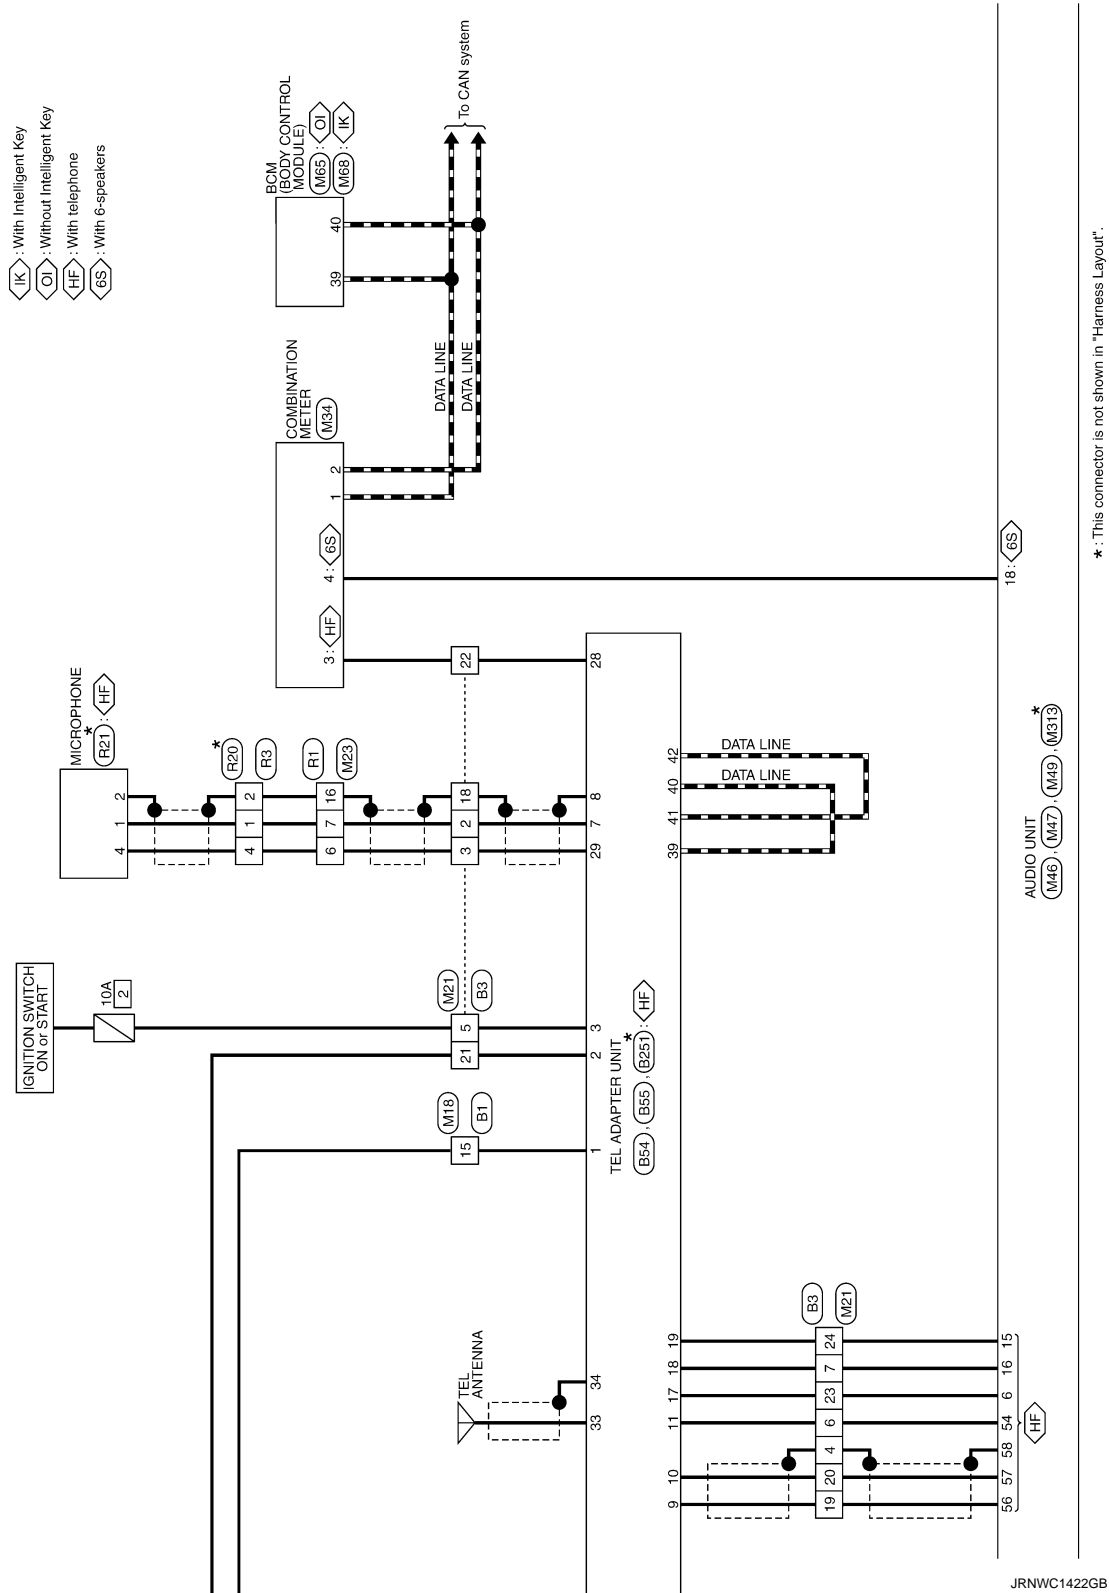 IK : With Intelligent Key
OI : Without Intelligent Key
HF : With telephone
6S : With 6-speakers
IGNITION SWITCH
ON or START
10A
2
MICROPHONE
*
R21 : HF
4 1 2
*
R20
R3
4 1 2
R1
M23
6 7 16
COMBINATION
METER
M34
3 : HF
4 : 6S
1 2
BCM
(BODY CONTROL
MODULE)
M65 : OI
M68 : IK
39 40
DATA LINE
DATA LINE
To CAN system
M18
B1
15
M21
B3
21 5
3 2 18
22
TEL
ANTENNA
33 34
1
2 3
29 7 8
28
TEL ADAPTER UNIT
*
B54 , B55 , B251 : HF
9 10 11 17 18 19
39 41 40 42
DATA LINE
DATA LINE
B3
M21
19 20 4 6 23 7 24
56 57 58 54 6 16 15
HF
18 : 6S
AUDIO UNIT
*
M46 , M47 , M49 , M313
* : This connector is not shown in "Harness Layout".
JRNWC1422GB